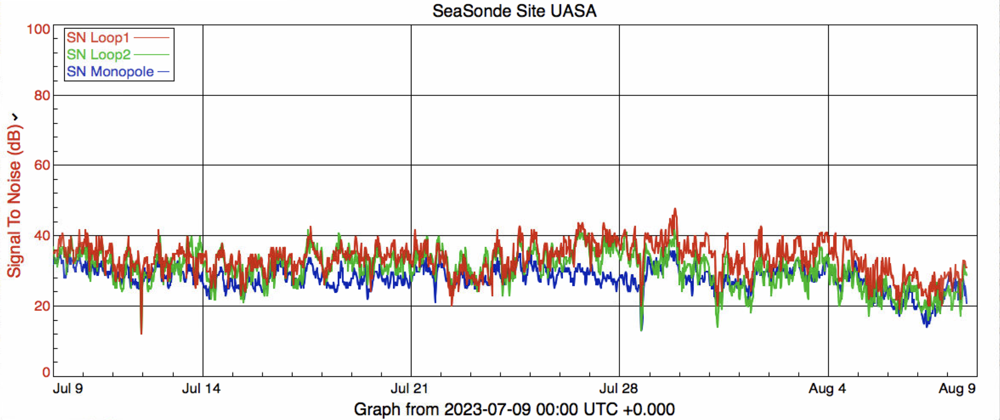 SeaSonde Site UASA
100
SN Loop1
SN Loop2
SN Monopole
80
60
40
20
0
Signal To Noise (dB)
Jul 9 Jul 14 Jul 21 Jul 28 Aug 4 Aug 9
Graph from 2023-07-09 00:00 UTC +0.000